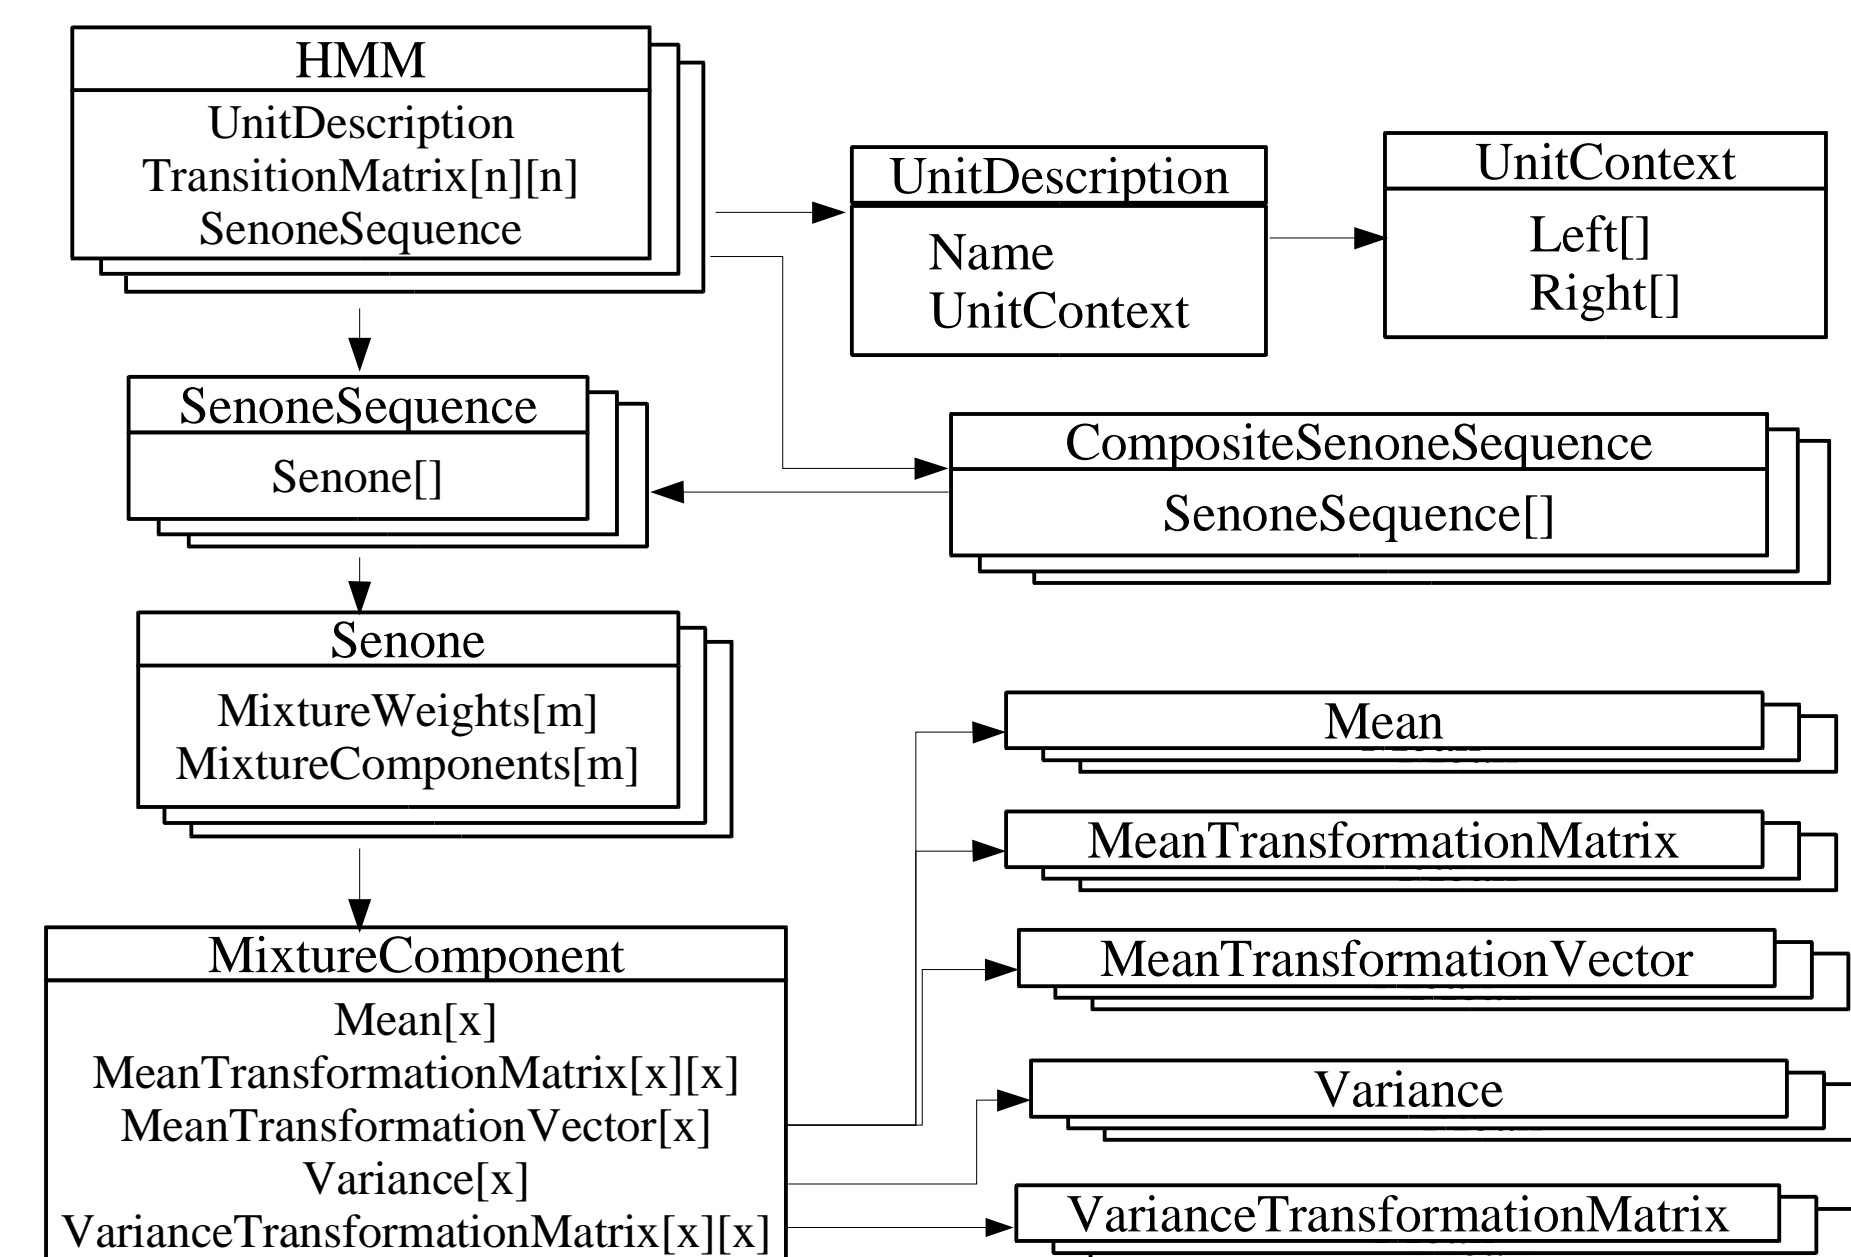 HMM
UnitDescription
TransitionMatrix[n][n]
SenoneSequence
UnitDescription
Name
UnitContext
UnitContext
Left[]
Right[]
SenoneSequence
Senone[]
CompositeSenoneSequence
SenoneSequence[]
Senone
MixtureWeights[m]
MixtureComponents[m]
MixtureComponent
Mean[x]
MeanTransformationMatrix[x][x]
MeanTransformationVector[x]
Variance[x]
VarianceTransformationMatrix[x][x]
Mean
MeanTransformationMatrix
MeanTransformationVector
Variance
VarianceTransformationMatrix